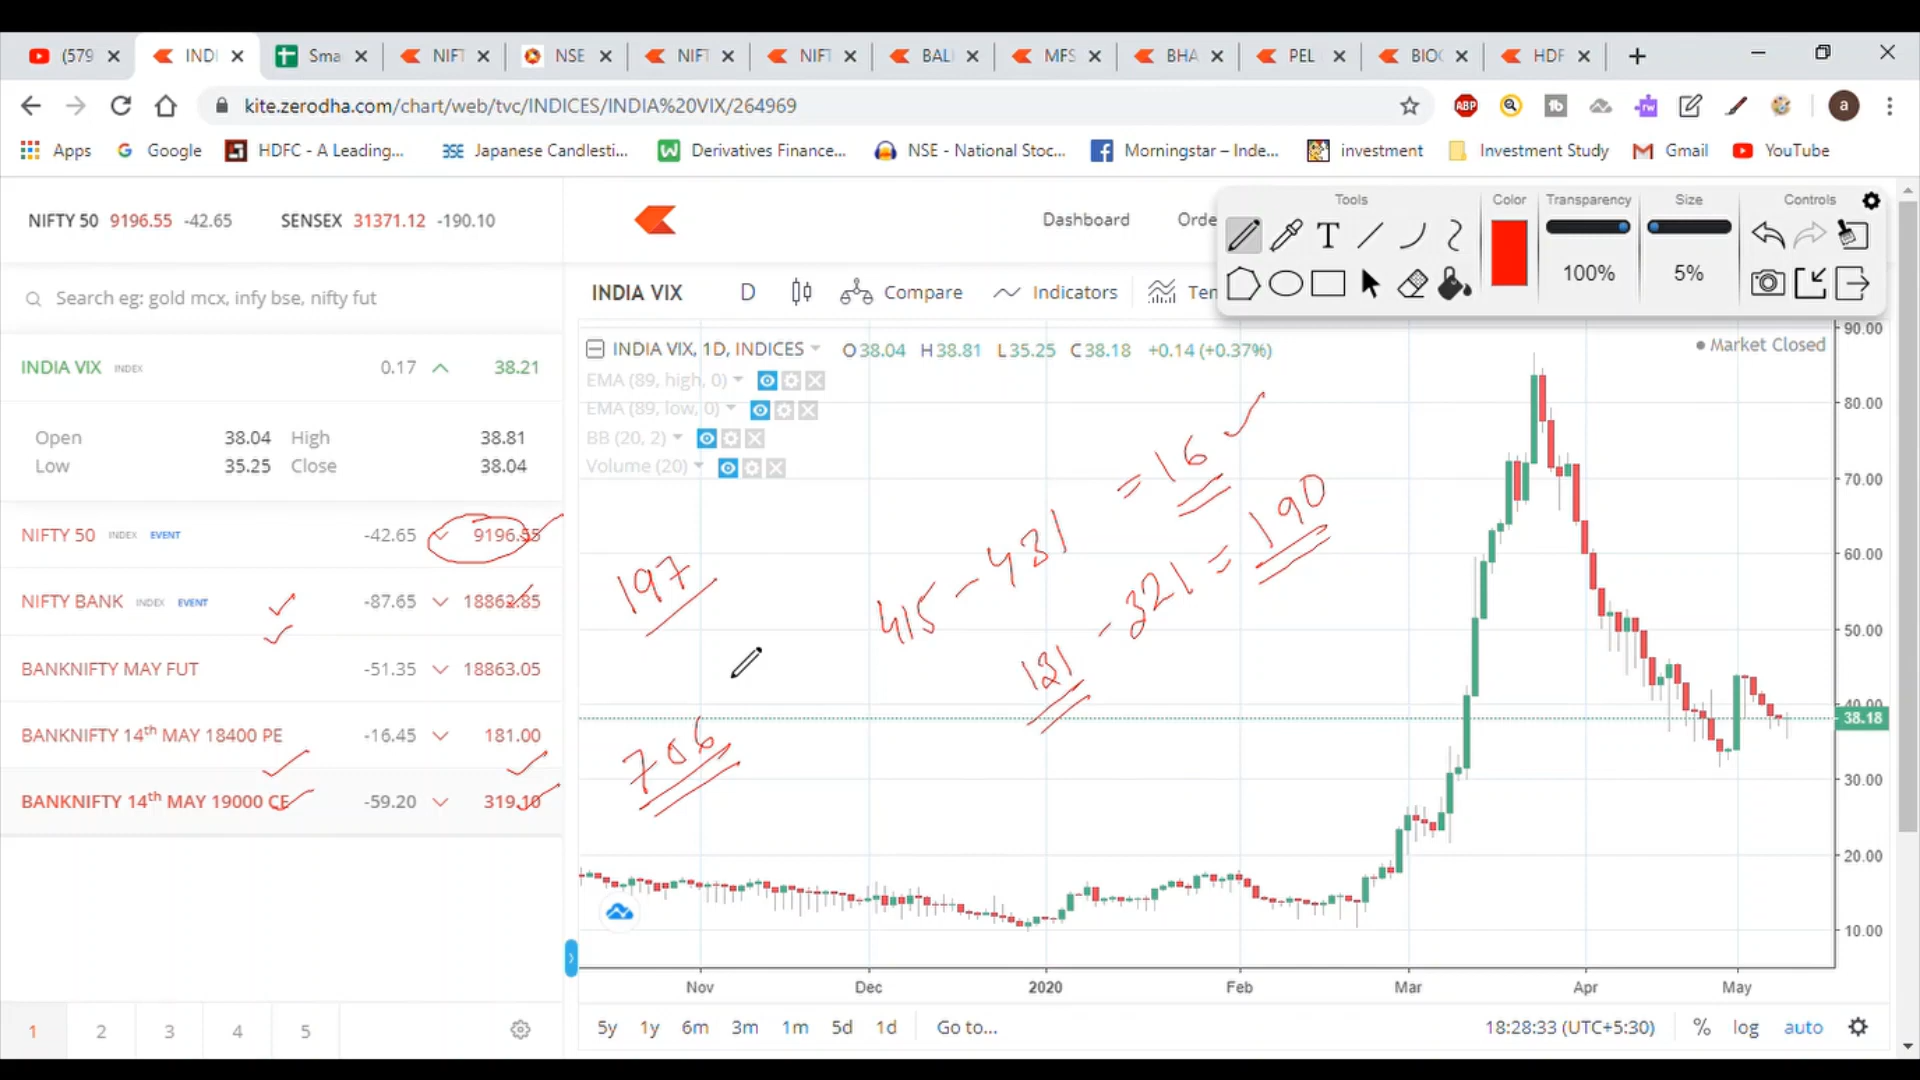 (579
INDI
Sma
NIFT
NSE
NIFT
NIFT
BALI
MFS
BHA
PEL
BIOC
HDF
kite.zerodha.com/chart/web/tvc/INDICES/INDIA%20VIX/264969
ABP
fb
rw
a
Apps
Google
HDFC - A Leading...
Japanese Candlesti...
Derivatives Finance...
NSE - National Stoc...
Morningstar – Inde...
investment
Investment Study
Gmail
YouTube
NIFTY 50 9196.55 -42.65 SENSEX 31371.12 -190.10
Dashboard Orde
Tools Color Transparency Size Controls
T
100% 5%
Search eg: gold mcx, infy bse, nifty fut
INDIA VIX D Compare Indicators Ten
INDIA VIX INDEX 0.17 38.21
Open 38.04 High 38.81
Low 35.25 Close 38.04
NIFTY 50 INDEX EVENT -42.65 9196.55
NIFTY BANK INDEX EVENT -87.65 18862.85
BANKNIFTY MAY FUT -51.35 18863.05
BANKNIFTY 14th MAY 18400 PE -16.45 181.00
BANKNIFTY 14th MAY 19000 CE -59.20 319.10
1 2 3 4 5
INDIA VIX, 1D, INDICES O38.04 H38.81 L35.25 C38.18 +0.14 (+0.37%)
Market Closed
EMA (89, high, 0)
EMA (89, low, 0)
BB (20, 2)
Volume (20)
415 - 431 = 16
181 - 321 = 190
197
706
90.00
80.00
70.00
60.00
50.00
40.00
38.18
30.00
20.00
10.00
Nov Dec 2020 Feb Mar Apr May
5y 1y 6m 3m 1m 5d 1d Go to... 18:28:33 (UTC+5:30) % log auto